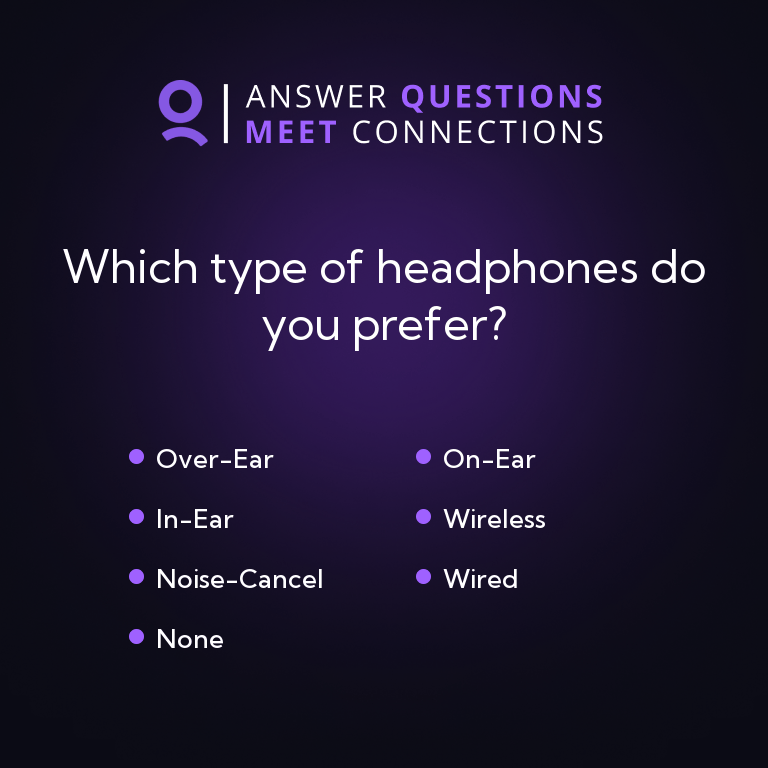 ANSWER QUESTIONS
MEET CONNECTIONS
Which type of headphones do
you prefer?
Over-Ear
On-Ear
In-Ear
Wireless
Noise-Cancel
Wired
None